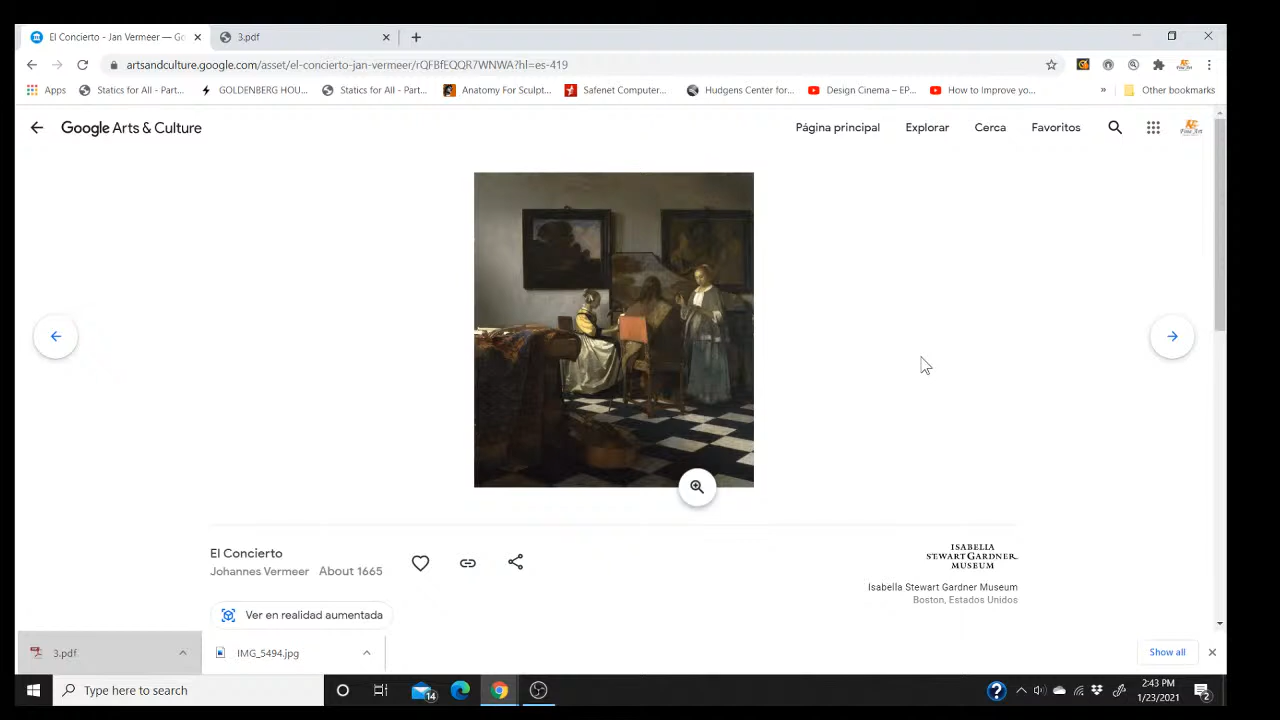 El Concierto - Jan Vermeer — Go
3.pdf
artsandculture.google.com/asset/el-concierto-jan-vermeer/rQFBfEQQR7WNWA?hl=es-419
Apps
Statics for All - Part...
GOLDENBERG HOU...
Statics for All - Part...
Anatomy For Sculpt...
Safenet Computer...
Hudgens Center for...
Design Cinema – EP...
How to Improve yo...
»
Other bookmarks
Google Arts & Culture
Página principal
Explorar
Cerca
Favoritos
El Concierto
Johannes Vermeer About 1665
ISABELLA
STEWART GARDNER
MUSEUM
Isabella Stewart Gardner Museum
Boston, Estados Unidos
Ver en realidad aumentada
3.pdf
IMG_5494.jpg
Show all
Type here to search
14
2:43 PM
1/23/2021
2